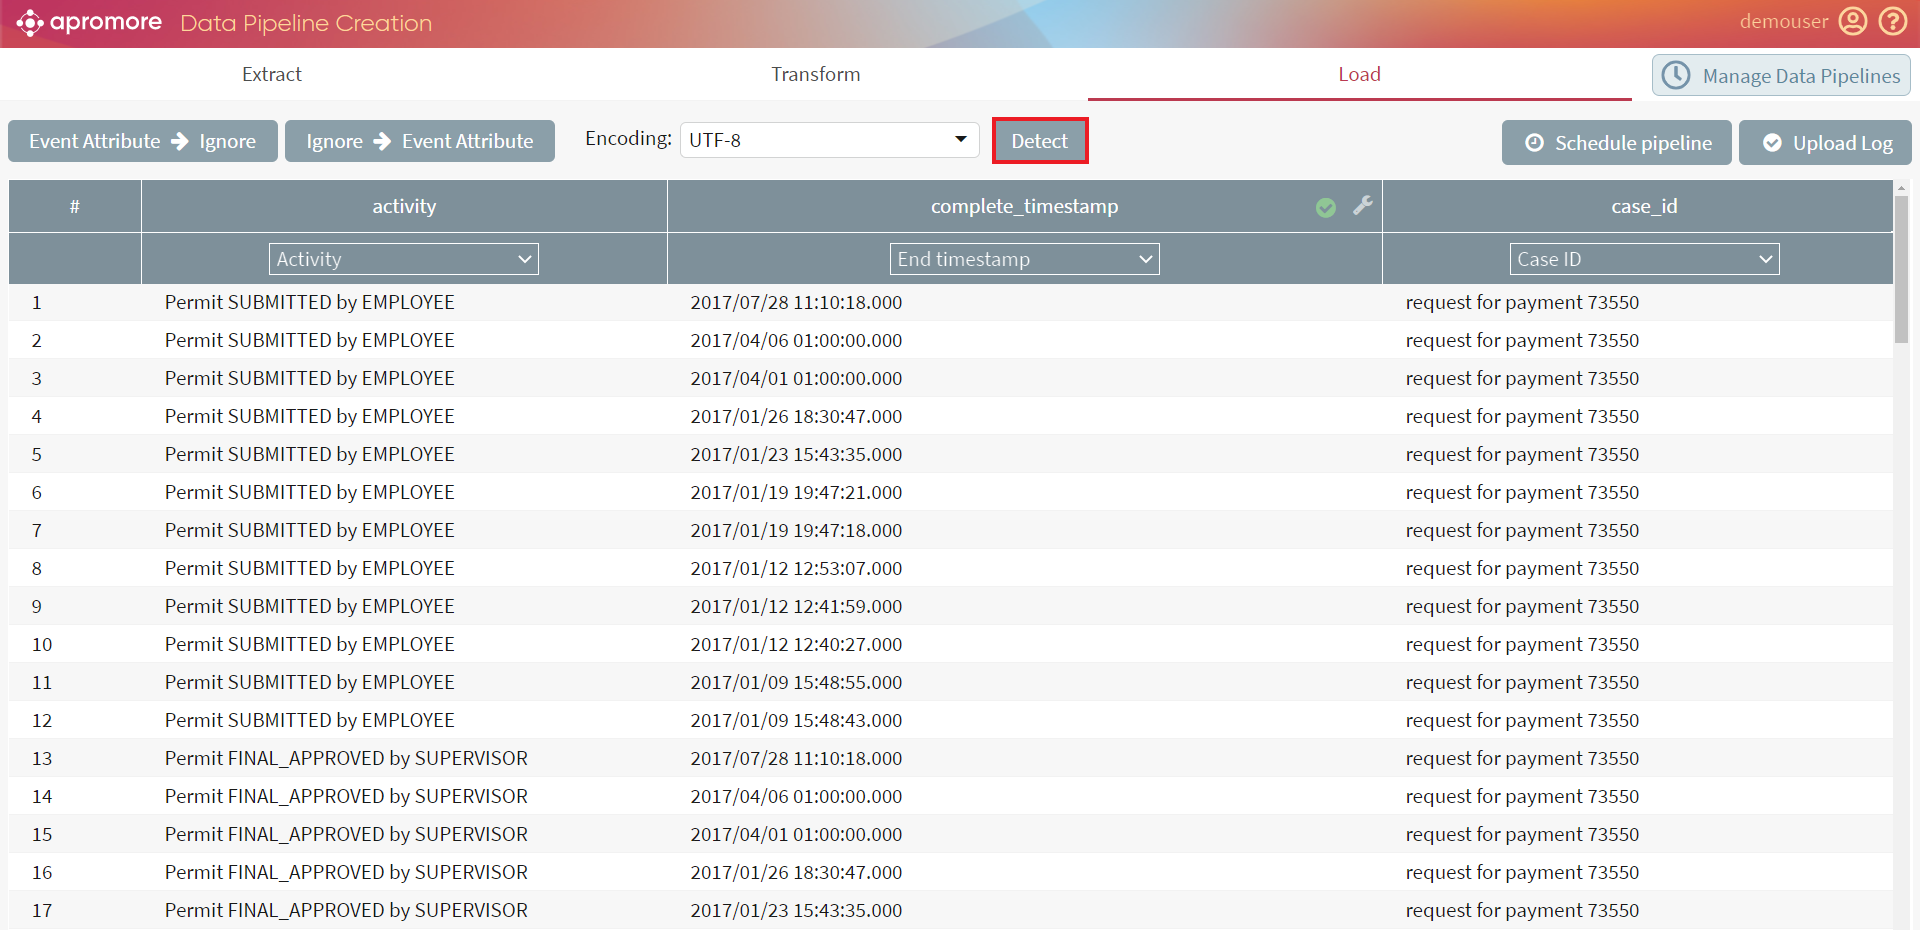 apromore Data Pipeline Creation demouser ?
Extract Transform Load Manage Data Pipelines
Event Attribute → Ignore Ignore → Event Attribute Encoding: UTF-8 Detect Schedule pipeline Upload Log
# activity complete_timestamp case_id
Activity End timestamp Case ID
1 Permit SUBMITTED by EMPLOYEE 2017/07/28 11:10:18.000 request for payment 73550
2 Permit SUBMITTED by EMPLOYEE 2017/04/06 01:00:00.000 request for payment 73550
3 Permit SUBMITTED by EMPLOYEE 2017/04/01 01:00:00.000 request for payment 73550
4 Permit SUBMITTED by EMPLOYEE 2017/01/26 18:30:47.000 request for payment 73550
5 Permit SUBMITTED by EMPLOYEE 2017/01/23 15:43:35.000 request for payment 73550
6 Permit SUBMITTED by EMPLOYEE 2017/01/19 19:47:21.000 request for payment 73550
7 Permit SUBMITTED by EMPLOYEE 2017/01/19 19:47:18.000 request for payment 73550
8 Permit SUBMITTED by EMPLOYEE 2017/01/12 12:53:07.000 request for payment 73550
9 Permit SUBMITTED by EMPLOYEE 2017/01/12 12:41:59.000 request for payment 73550
10 Permit SUBMITTED by EMPLOYEE 2017/01/12 12:40:27.000 request for payment 73550
11 Permit SUBMITTED by EMPLOYEE 2017/01/09 15:48:55.000 request for payment 73550
12 Permit SUBMITTED by EMPLOYEE 2017/01/09 15:48:43.000 request for payment 73550
13 Permit FINAL_APPROVED by SUPERVISOR 2017/07/28 11:10:18.000 request for payment 73550
14 Permit FINAL_APPROVED by SUPERVISOR 2017/04/06 01:00:00.000 request for payment 73550
15 Permit FINAL_APPROVED by SUPERVISOR 2017/04/01 01:00:00.000 request for payment 73550
16 Permit FINAL_APPROVED by SUPERVISOR 2017/01/26 18:30:47.000 request for payment 73550
17 Permit FINAL_APPROVED by SUPERVISOR 2017/01/23 15:43:35.000 request for payment 73550